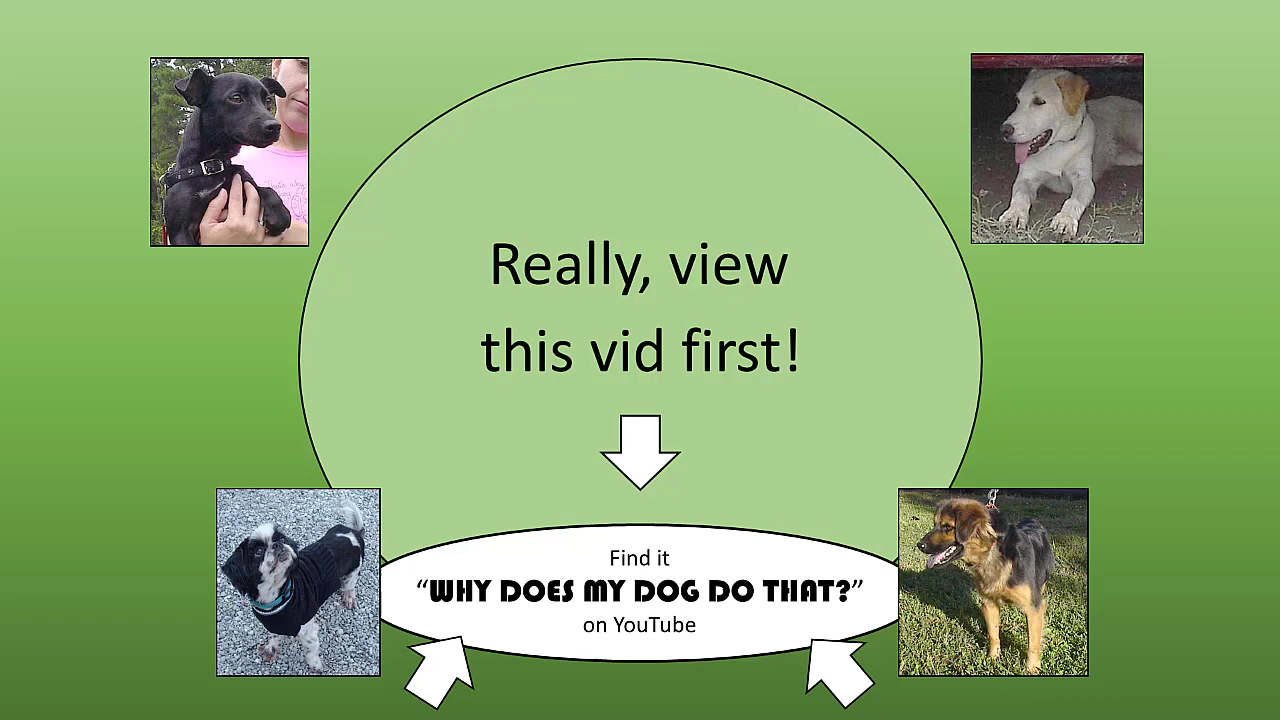 Really, view
this vid first!
Find it
“WHY DOES MY DOG DO THAT?”
on YouTube